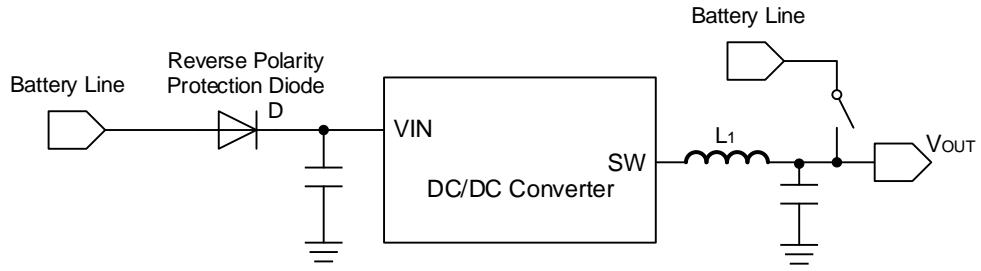 Battery Line
Reverse Polarity
Protection Diode
D
Battery Line
VIN
SW
DC/DC Converter
L1
VOUT